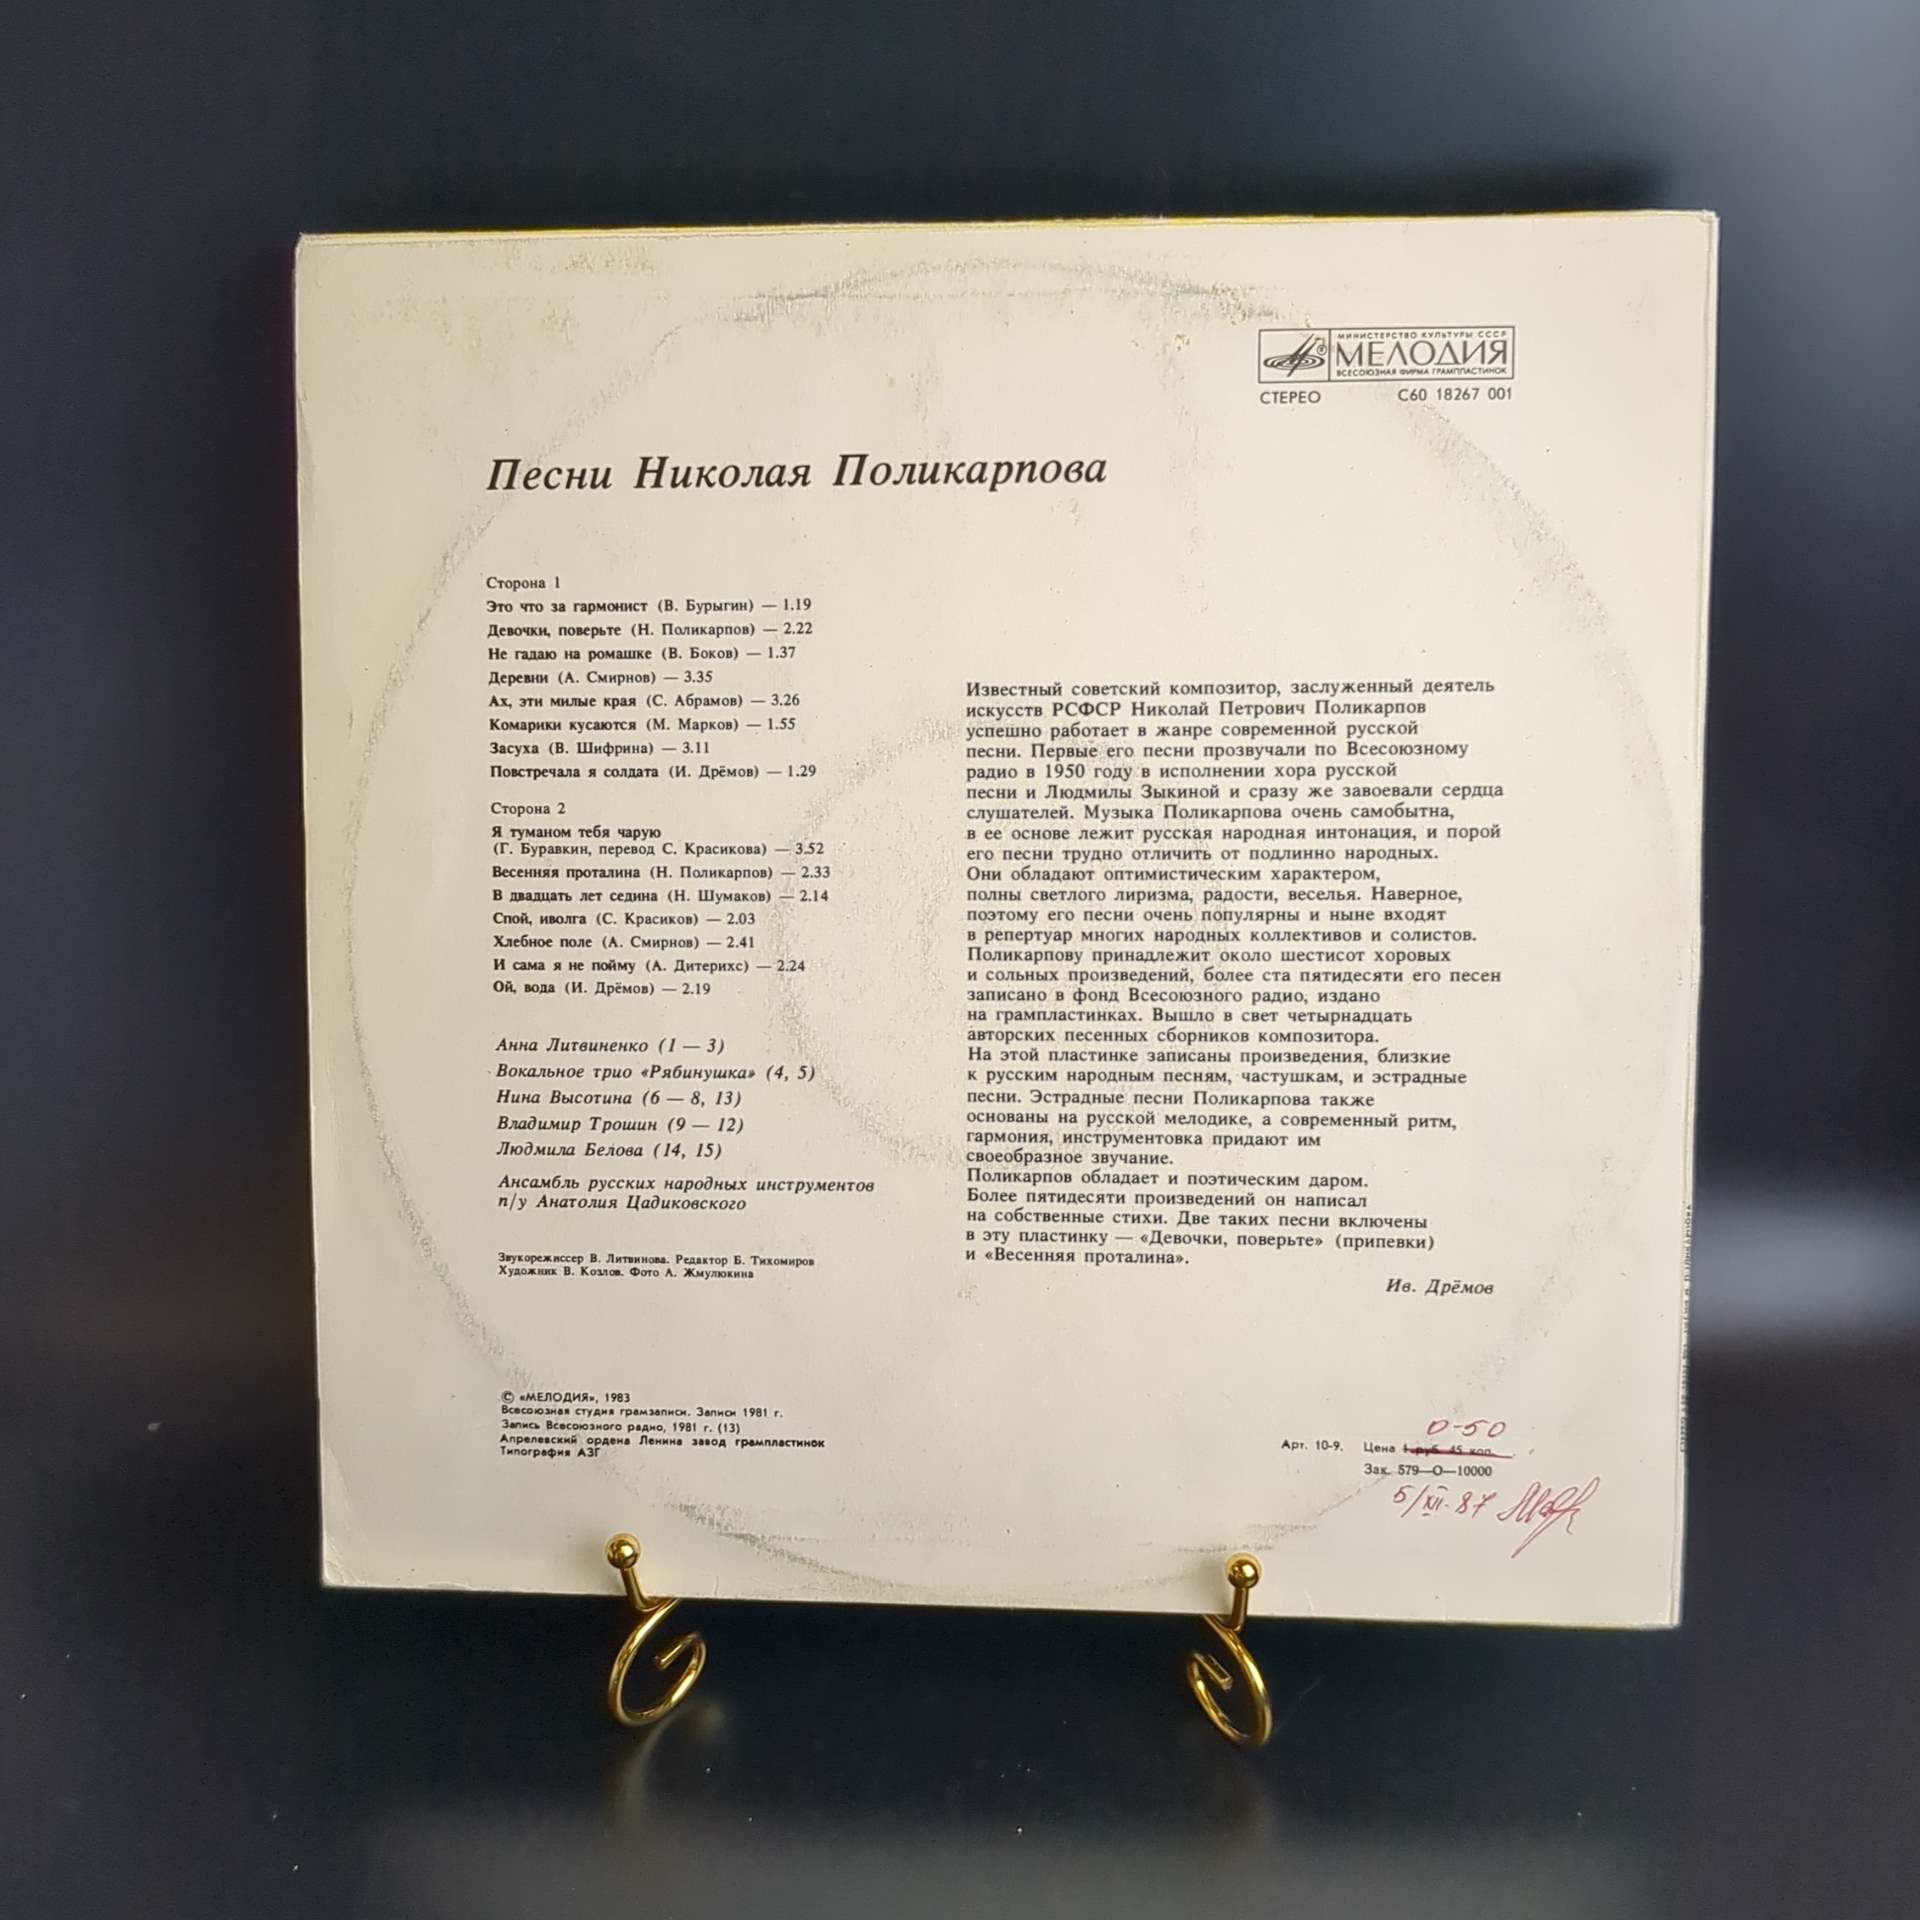 МИНИСТЕРСТВО КУЛЬТУРЫ СССР
МЕЛОДИЯ
ВСЕСОЮЗНАЯ ФИРМА ГРАМПЛАСТИНОК
СТЕРЕО С60 18267 001
Песни Николая Поликарпова
Сторона 1
Это что за гармонист (В. Бурыгин) — 1.19
Девочки, поверьте (Н. Поликарпов) — 2.22
Не гадаю на ромашке (В. Боков) — 1.37
Деревни (А. Смирнов) — 3.35
Ах, эти милые края (С. Абрамов) — 3.26
Комарики кусаются (М. Марков) — 1.55
Засуха (В. Шифрина) — 3.11
Повстречала я солдата (И. Дрёмов) — 1.29
Сторона 2
Я туманом тебя чарую
(Г. Буравкин, перевод С. Красикова) — 3.52
Весенняя проталина (Н. Поликарпов) — 2.33
В двадцать лет седина (Н. Шумаков) — 2.14
Спой, иволга (С. Красиков) — 2.03
Хлебное поле (А. Смирнов) — 2.41
И сама я не пойму (А. Дитерихс) — 2.24
Ой, вода (И. Дрёмов) — 2.19
Анна Литвиненко (1 — 3)
Вокальное трио «Рябинушка» (4, 5)
Нина Высотина (6 — 8, 13)
Владимир Трошин (9 — 12)
Людмила Белова (14, 15)
Ансамбль русских народных инструментов
п/у Анатолия Цадиковского
Звукорежиссер В. Литвинова. Редактор Б. Тихомиров
Художник В. Козлов. Фото А. Жмулюкина
Известный советский композитор, заслуженный деятель
искусств РСФСР Николай Петрович Поликарпов
успешно работает в жанре современной русской
песни. Первые его песни прозвучали по Всесоюзному
радио в 1950 году в исполнении хора русской
песни и Людмилы Зыкиной и сразу же завоевали сердца
слушателей. Музыка Поликарпова очень самобытна,
в ее основе лежит русская народная интонация, и порой
его песни трудно отличить от подлинно народных.
Они обладают оптимистическим характером,
полны светлого лиризма, радости, веселья. Наверное,
поэтому его песни очень популярны и ныне входят
в репертуар многих народных коллективов и солистов.
Поликарпову принадлежит около шестисот хоровых
и сольных произведений, более ста пятидесяти его песен
записано в фонд Всесоюзного радио, издано
на грампластинках. Вышло в свет четырнадцать
авторских песенных сборников композитора.
На этой пластинке записаны произведения, близкие
к русским народным песням, частушкам, и эстрадные
песни. Эстрадные песни Поликарпова также
основаны на русской мелодике, а современный ритм,
гармония, инструментовка придают им
своеобразное звучание.
Поликарпов обладает и поэтическим даром.
Более пятидесяти произведений он написал
на собственные стихи. Две таких песни включены
в эту пластинку — «Девочки, поверьте» (припевки)
и «Весенняя проталина».
Ив. Дрёмов
© «МЕЛОДИЯ», 1983
Всесоюзная студия грамзаписи. Записи 1981 г.
Запись Всесоюзного радио, 1981 г. (13)
Апрелевский ордена Ленина завод грампластинок
Типография АЗГ
0-50
Арт. 10-9. Цена 1 руб. 45 коп.
Зак. 579—О—10000
5/XII-87